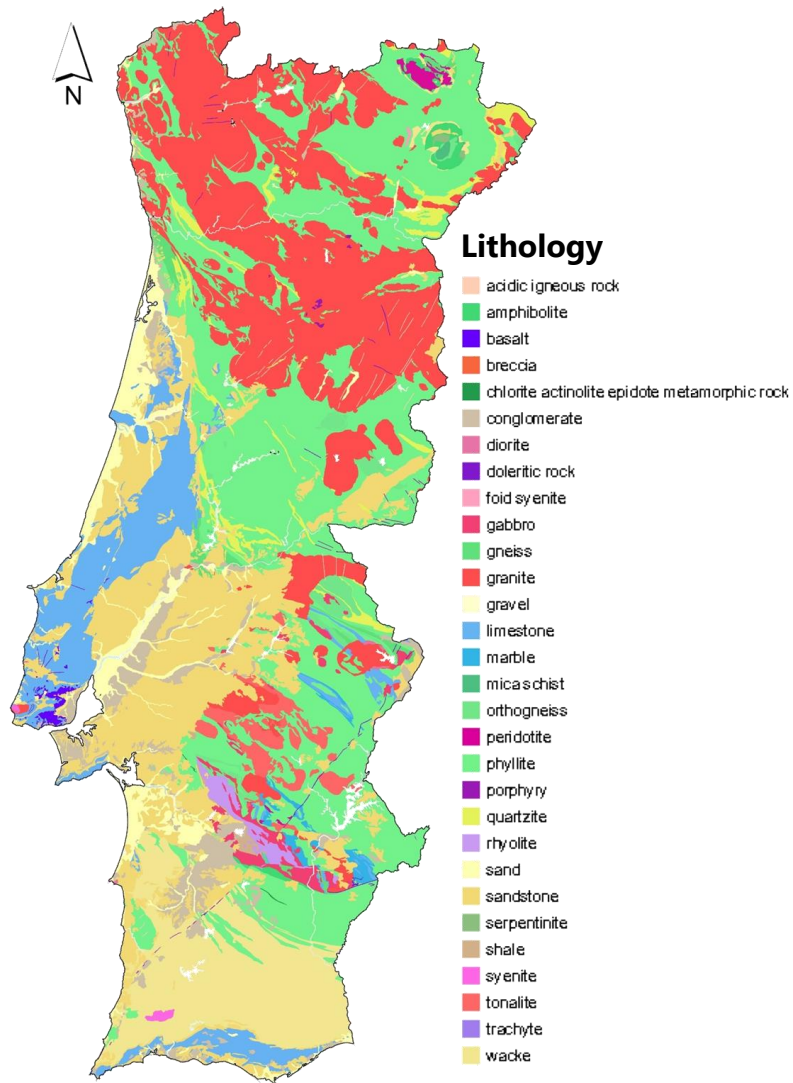 N
Lithology
acidic igneous rock
amphibolite
basalt
breccia
chlorite actinolite epidote metamorphic rock
conglomerate
diorite
doleritic rock
foid syenite
gabbro
gneiss
granite
gravel
limestone
marble
mica schist
orthogneiss
peridotite
phyllite
porphyry
quartzite
rhyolite
sand
sandstone
serpentinite
shale
syenite
tonalite
trachyte
wacke